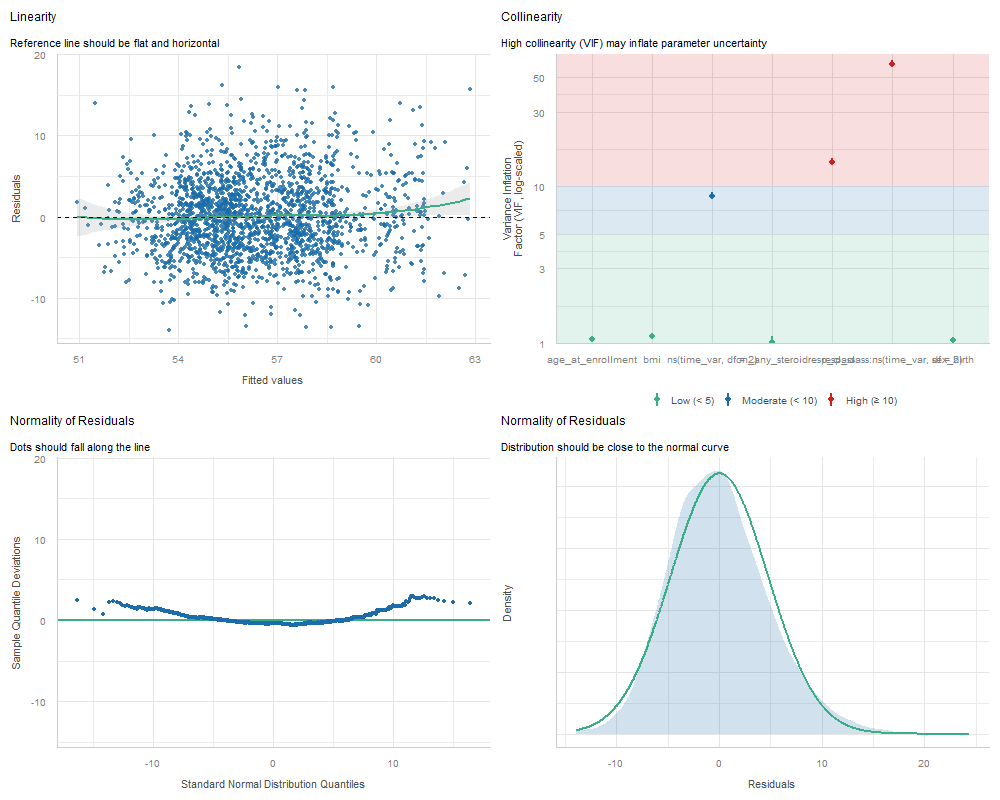 Linearity
Reference line should be flat and horizontal
20
10
0
-10
Residuals
51 54 57 60 63
Fitted values
Collinearity
High collinearity (VIF) may inflate parameter uncertainty
50
30
10
5
3
1
Variance Inflation
Factor (VIF, log-scaled)
age_at_enrollment bmi ns(time_var, df
Low (< 5) Moderate (< 10) High (≥ 10)
Normality of Residuals
Dots should fall along the line
20
10
0
-10
Sample Quantile Deviations
-10 0 10
Standard Normal Distribution Quantiles
Normality of Residuals
Distribution should be close to the normal curve
Density
-10 0 10 20
Residuals